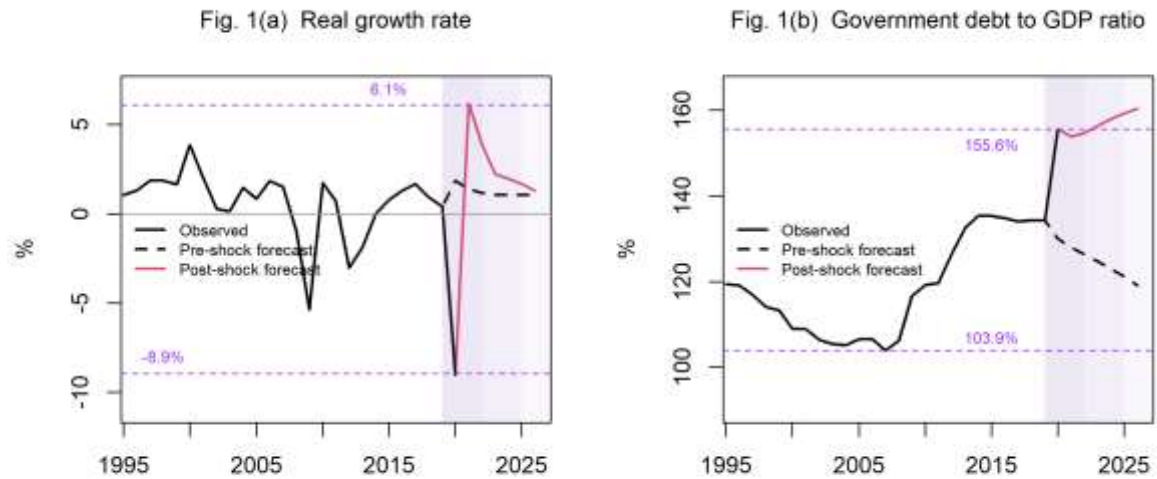 Fig. 1(a)  Real growth rate
6.1%
5
0
-5
-10
%
Observed
Pre-shock forecast
Post-shock forecast
-8.9%
1995
2005
2015
2025
Fig. 1(b)  Government debt to GDP ratio
160
140
120
100
%
155.6%
Observed
Pre-shock forecast
Post-shock forecast
103.9%
1995
2005
2015
2025